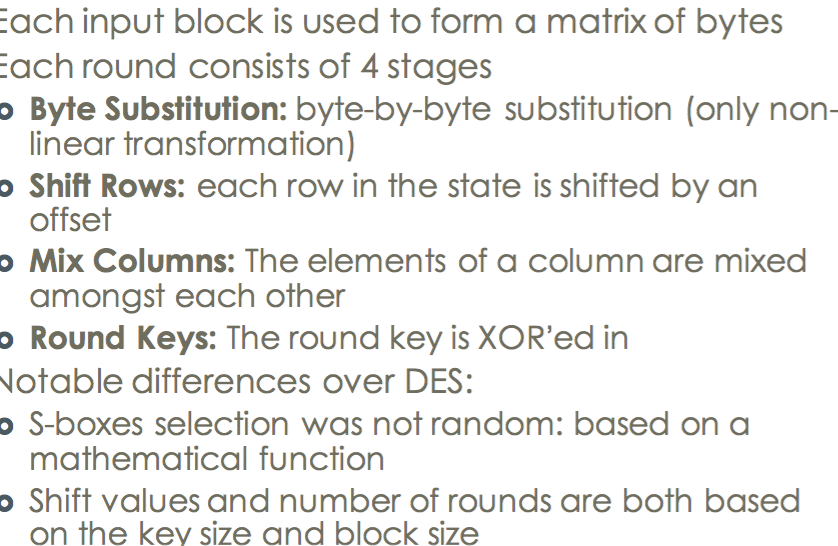 Each input block is used to form a matrix of bytes
Each round consists of 4 stages
Byte Substitution: byte-by-byte substitution (only non-
linear transformation)
Shift Rows: each row in the state is shifted by an
offset
Mix Columns: The elements of a column are mixed
amongst each other
Round Keys: The round key is XOR’ed in
Notable differences over DES:
S-boxes selection was not random: based on a
mathematical function
Shift values and number of rounds are both based
on the key size and block size